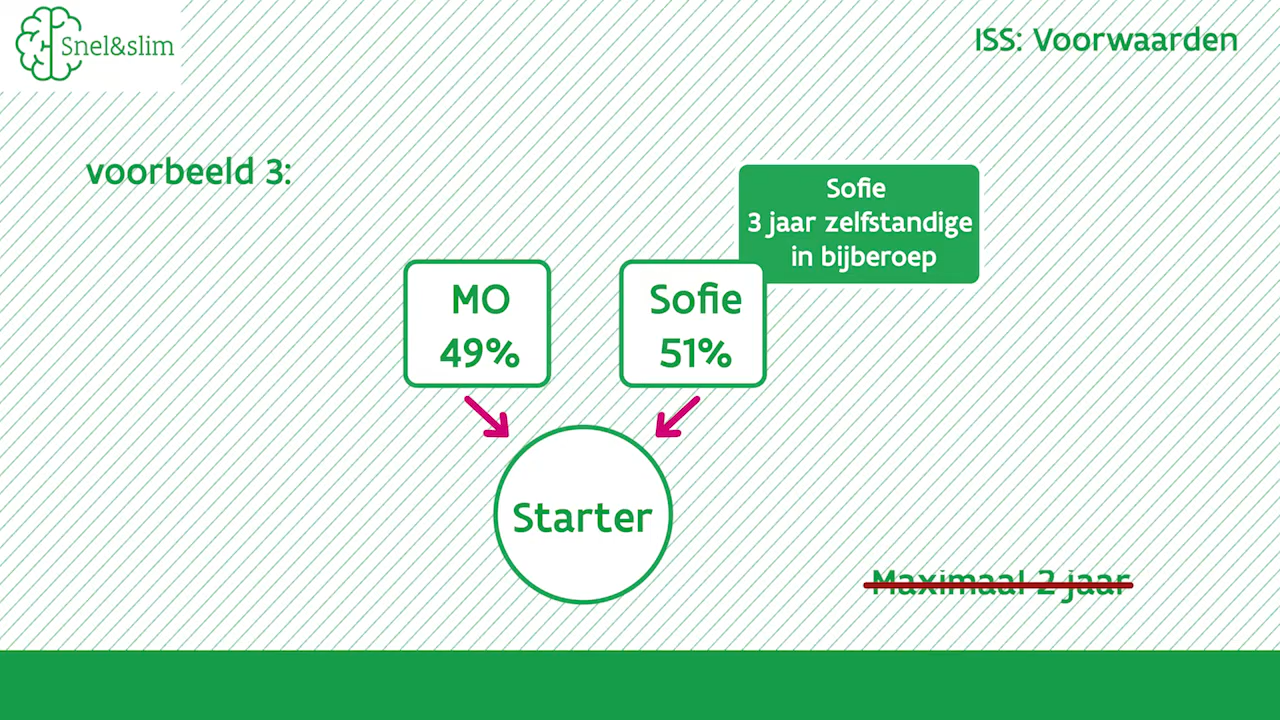 Snel&slim
ISS: Voorwaarden
voorbeeld 3:
Sofie
3 jaar zelfstandige
in bijberoep
MO
49%
Sofie
51%
Starter
Maximaal 2 jaar